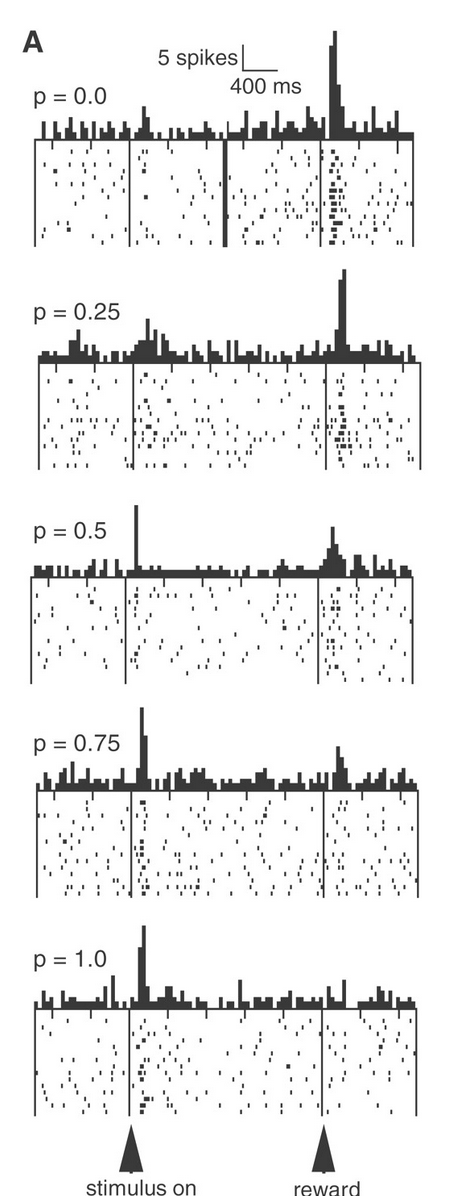 A
5 spikes
400 ms
p = 0.0
p = 0.25
p = 0.5
p = 0.75
p = 1.0
stimulus on
reward